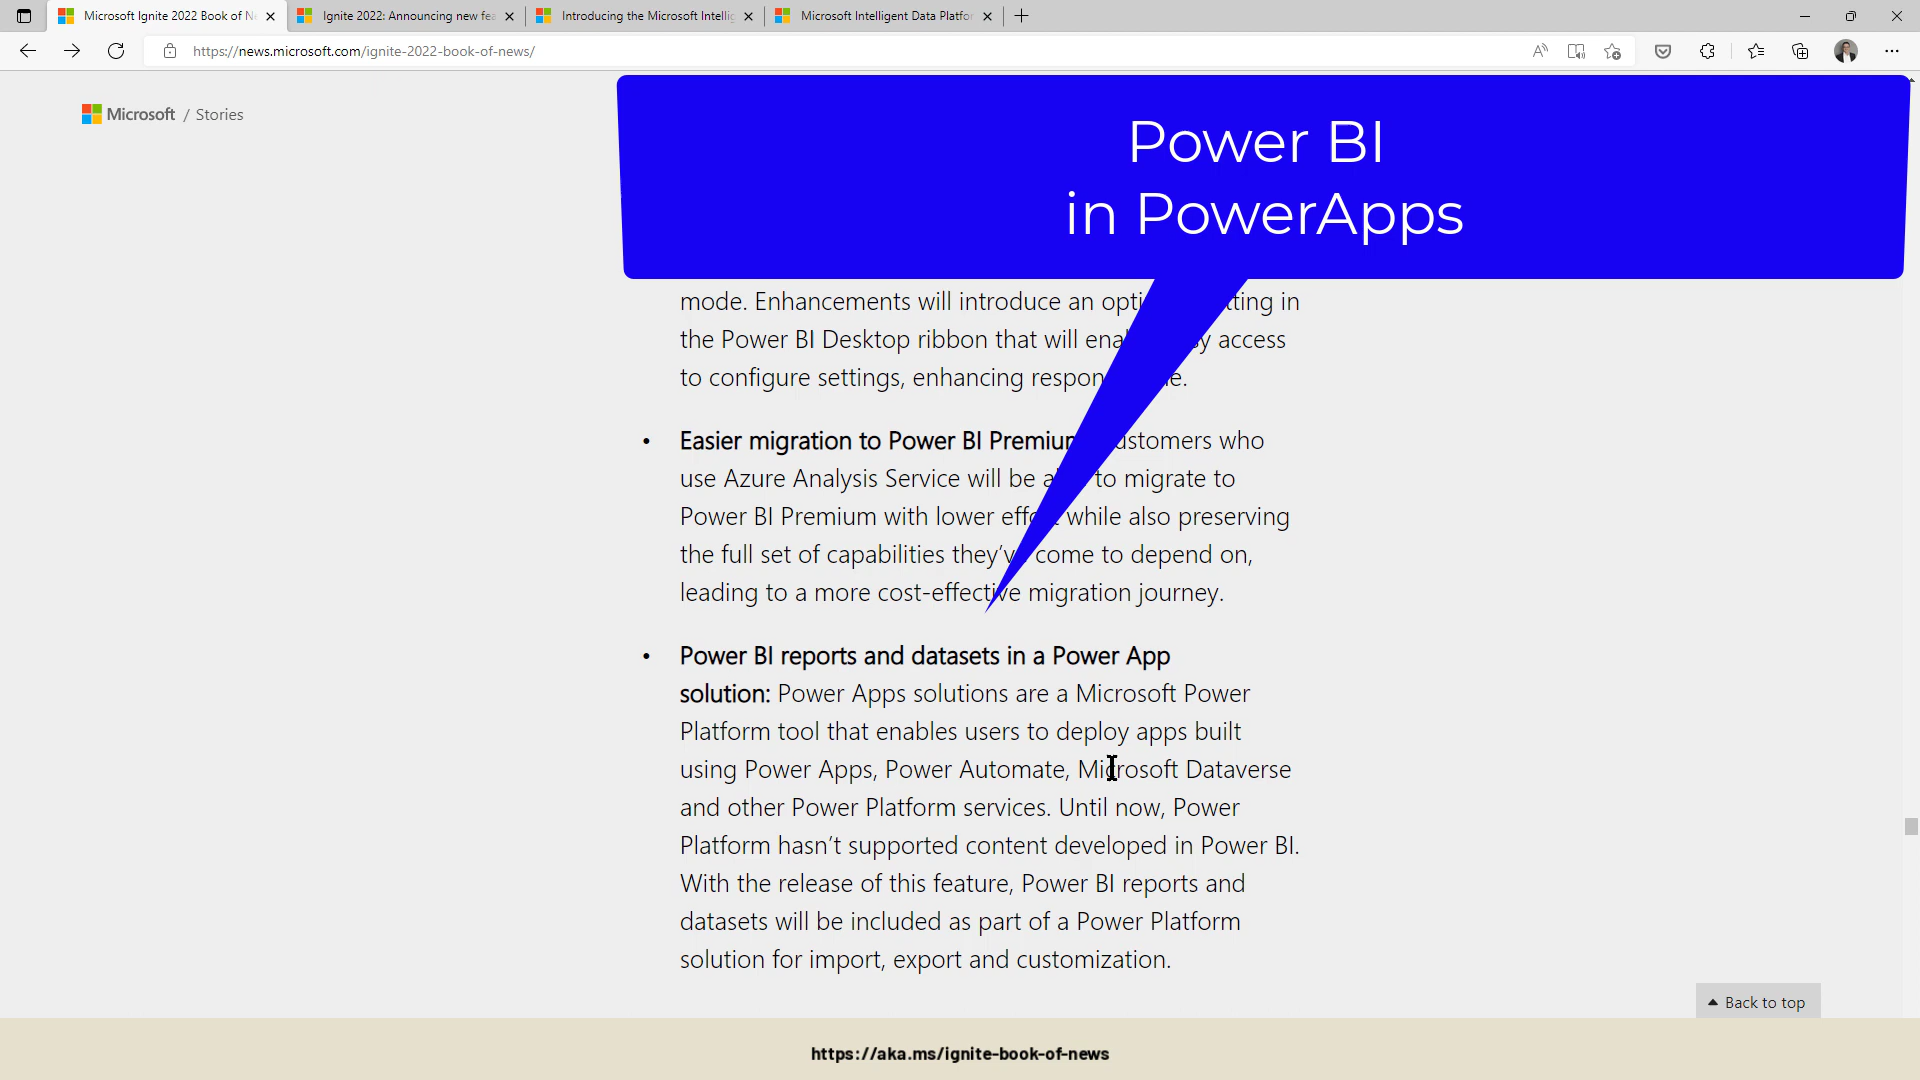 Microsoft Ignite 2022 Book of Ne
Ignite 2022: Announcing new fea
Introducing the Microsoft Intellig
Microsoft Intelligent Data Platfor
https://news.microsoft.com/ignite-2022-book-of-news/
Microsoft / Stories
Power BI
in PowerApps
mode. Enhancements will introduce an opti tting in
the Power BI Desktop ribbon that will ena y access
to configure settings, enhancing respon e.
• Easier migration to Power BI Premium ustomers who
use Azure Analysis Service will be a to migrate to
Power BI Premium with lower effort while also preserving
the full set of capabilities they’v come to depend on,
leading to a more cost-effective migration journey.
• Power BI reports and datasets in a Power App
solution: Power Apps solutions are a Microsoft Power
Platform tool that enables users to deploy apps built
using Power Apps, Power Automate, Microsoft Dataverse
and other Power Platform services. Until now, Power
Platform hasn’t supported content developed in Power BI.
With the release of this feature, Power BI reports and
datasets will be included as part of a Power Platform
solution for import, export and customization.
Back to top
https://aka.ms/ignite-book-of-news